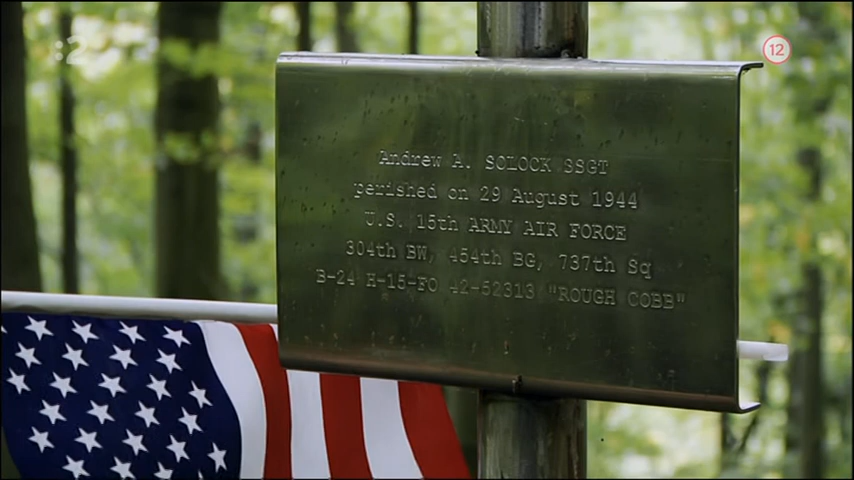 :2
12
Andrew A. SOLOCK SSGT
perished on 29 August 1944
U.S. 15th ARMY AIR FORCE
304th BW, 454th BG, 737th Sq
B-24 H-15-FO 42-52313 "ROUGH COBB"